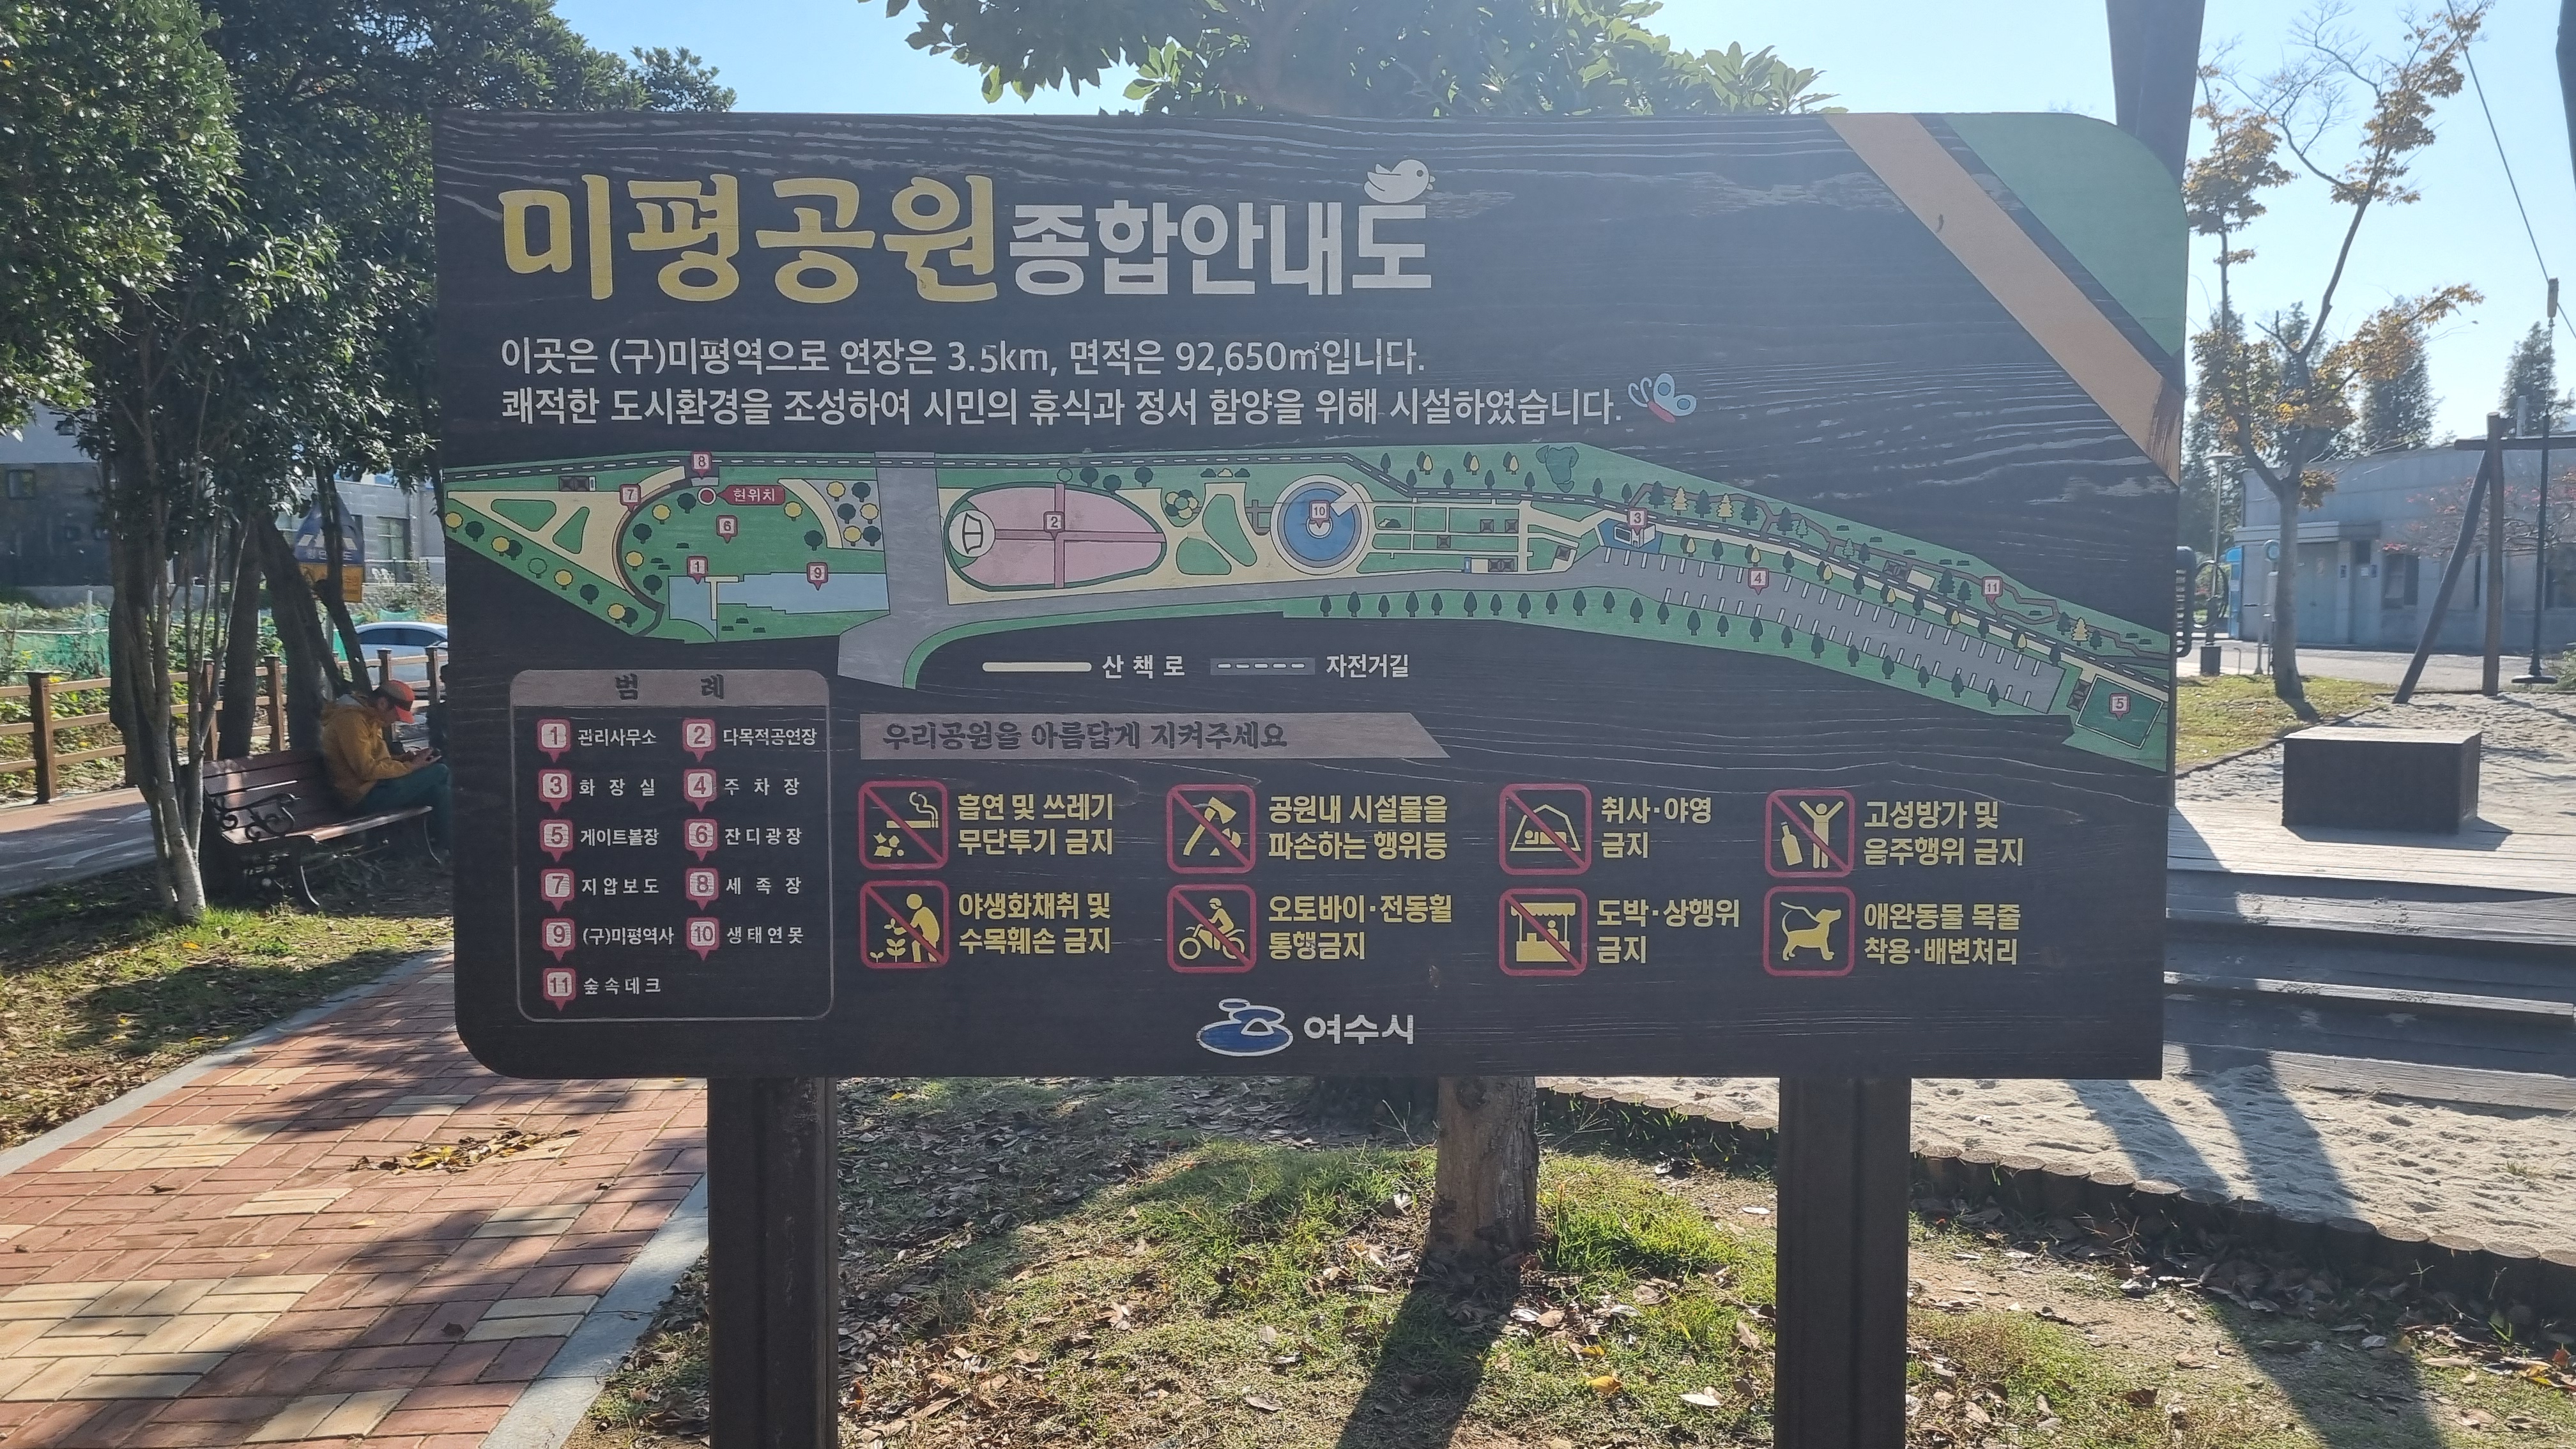 미평공원 종합안내도
이곳은 (구)미평역으로 연장은 3.5km, 면적은 92,650㎡입니다.
쾌적한 도시환경을 조성하여 시민의 휴식과 정서 함양을 위해 시설하였습니다.
8
7
현위치
6
1
9
2
10
3
4
11
5
산책로
자전거길
범 례
1 관리사무소
2 다목적공연장
3 화장실
4 주차장
5 게이트볼장
6 잔디광장
7 지압보도
8 세족장
9 (구)미평역사
10 생태연못
11 숲속데크
우리공원을 아름답게 지켜주세요
흡연 및 쓰레기
무단투기 금지
공원내 시설물을
파손하는 행위등
취사·야영
금지
고성방가 및
음주행위 금지
야생화채취 및
수목훼손 금지
오토바이·전동휠
통행금지
도박·상행위
금지
애완동물 목줄
착용·배변처리
여수시